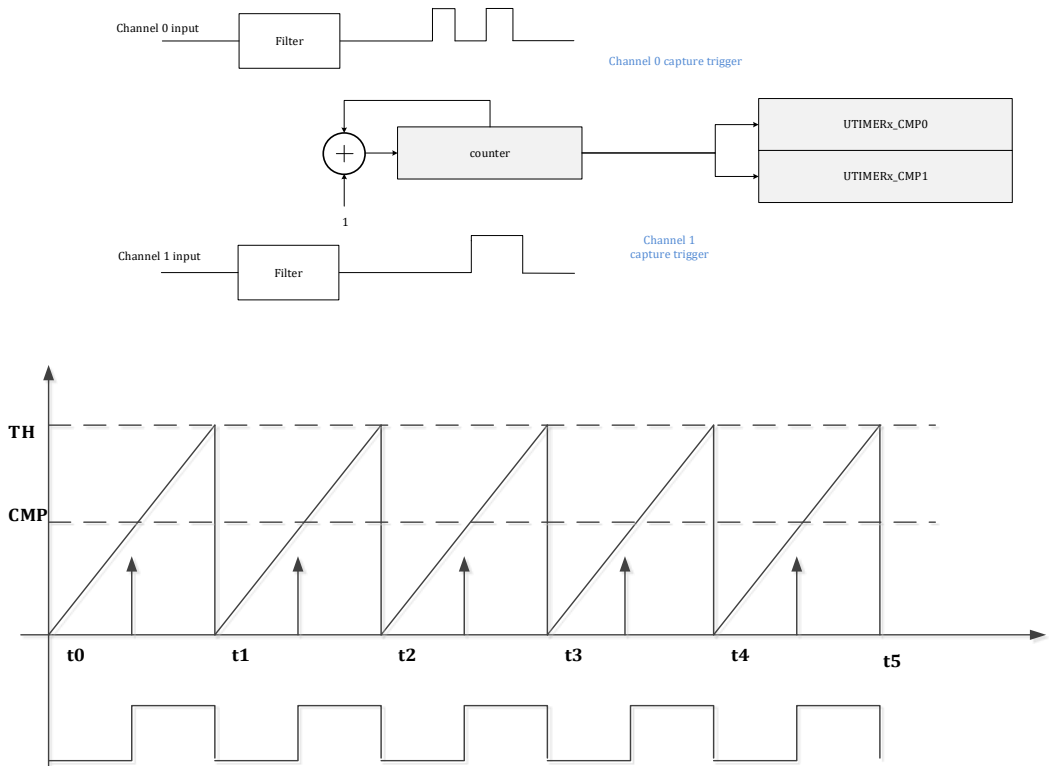 Channel 0 input
Filter
Channel 0 capture trigger
+
counter
UTIMERx_CMP0
UTIMERx_CMP1
1
Channel 1 input
Filter
Channel 1
capture trigger
TH
CMP
t0
t1
t2
t3
t4
t5